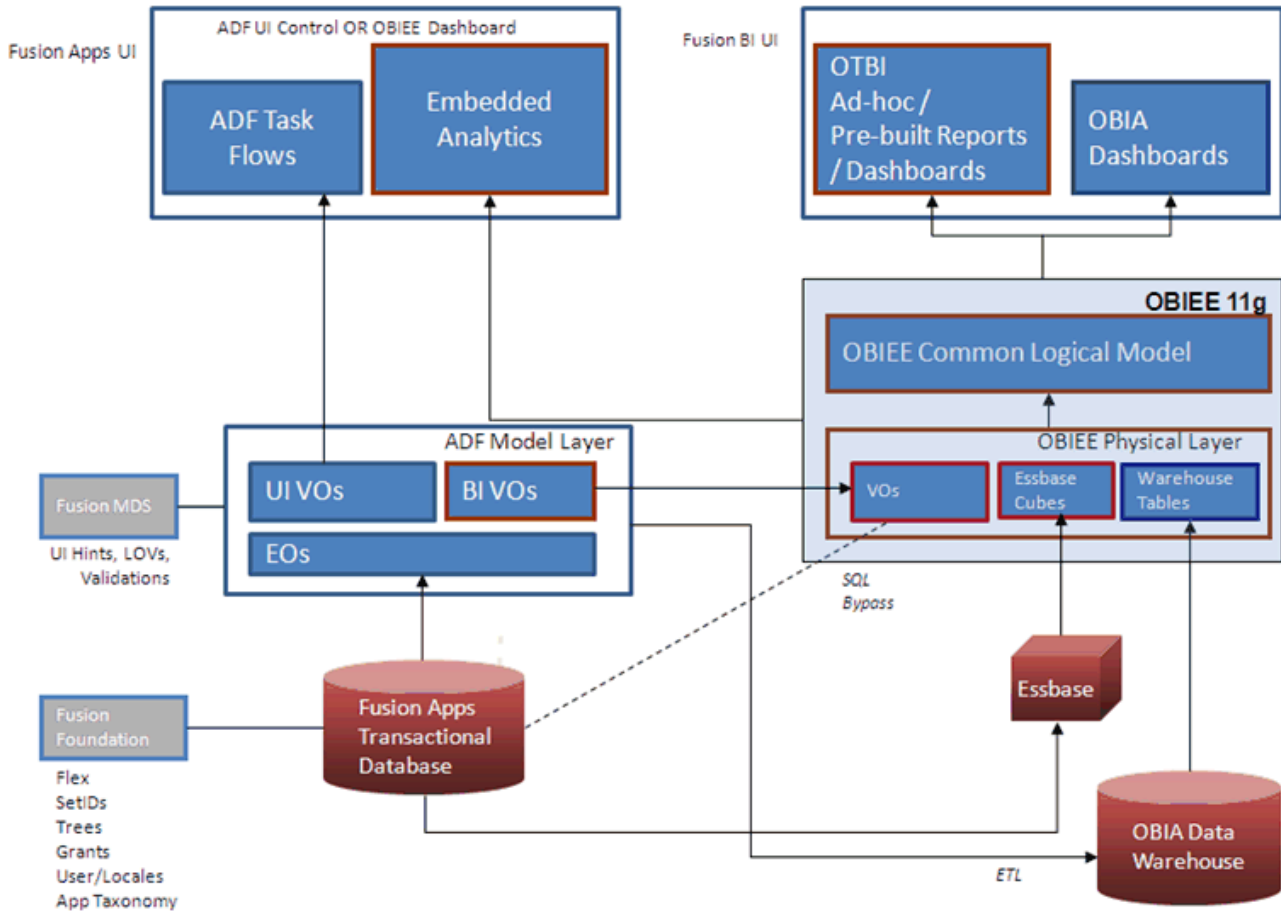 ADF UI Control OR OBIEE Dashboard
Fusion Apps UI
ADF Task
Flows
Embedded
Analytics
Fusion BI UI
OTBI
Ad-hoc /
Pre-built Reports
/ Dashboards
OBIA
Dashboards
OBIEE 11g
OBIEE Common Logical Model
OBIEE Physical Layer
VOs
Essbase
Cubes
Warehouse
Tables
ADF Model Layer
UI VOs
BI VOs
EOs
Fusion MDS
UI Hints, LOVs,
Validations
SQL
Bypass
Fusion
Foundation
Flex
SetIDs
Trees
Grants
User/Locales
App Taxonomy
Fusion Apps
Transactional
Database
Essbase
OBIA Data
Warehouse
ETL